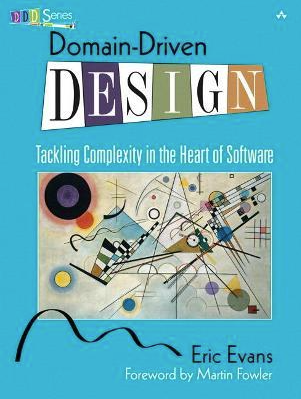 DDD Series
Domain-Driven
DESIGN
Tackling Complexity in the Heart of Software
Eric Evans
Foreword by Martin Fowler